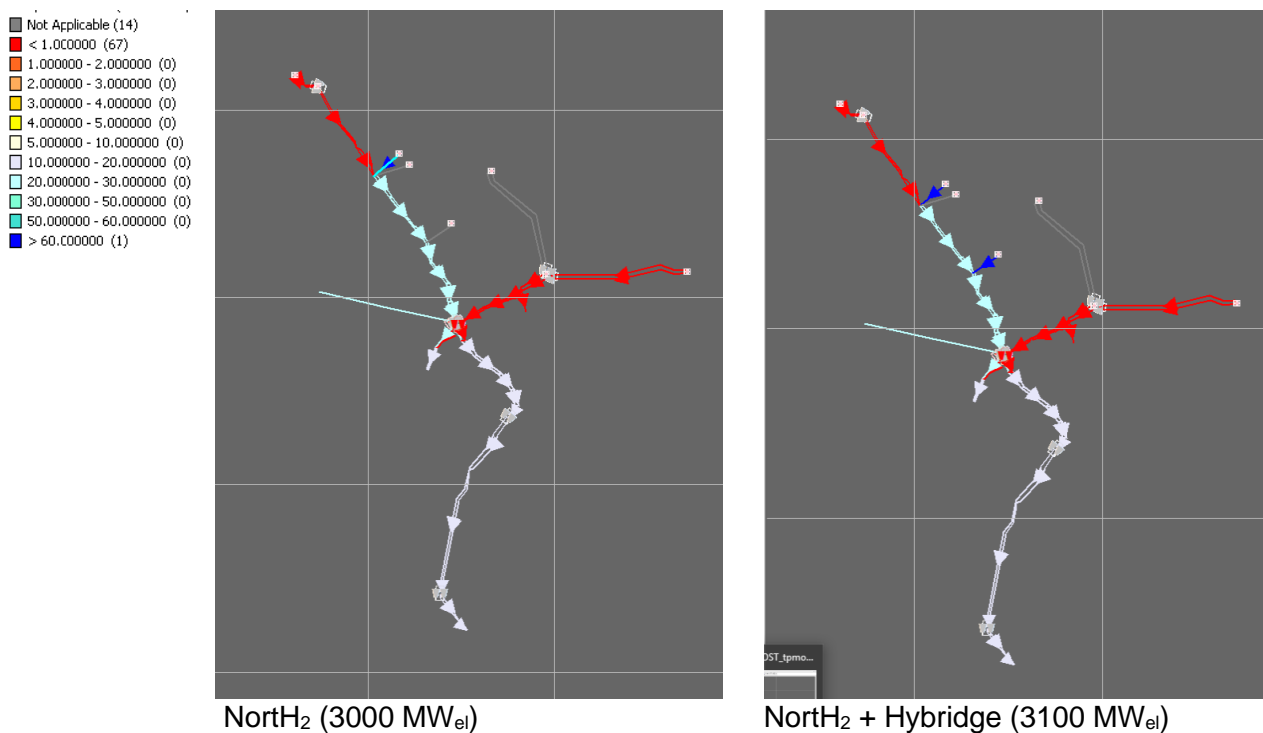 Not Applicable (14)
< 1.000000 (67)
1.000000 - 2.000000 (0)
2.000000 - 3.000000 (0)
3.000000 - 4.000000 (0)
4.000000 - 5.000000 (0)
5.000000 - 10.000000 (0)
10.000000 - 20.000000 (0)
20.000000 - 30.000000 (0)
30.000000 - 50.000000 (0)
50.000000 - 60.000000 (0)
> 60.000000 (1)
OST_tpmo...
NortH₂ (3000 MWel)
NortH₂ + Hybridge (3100 MWel)